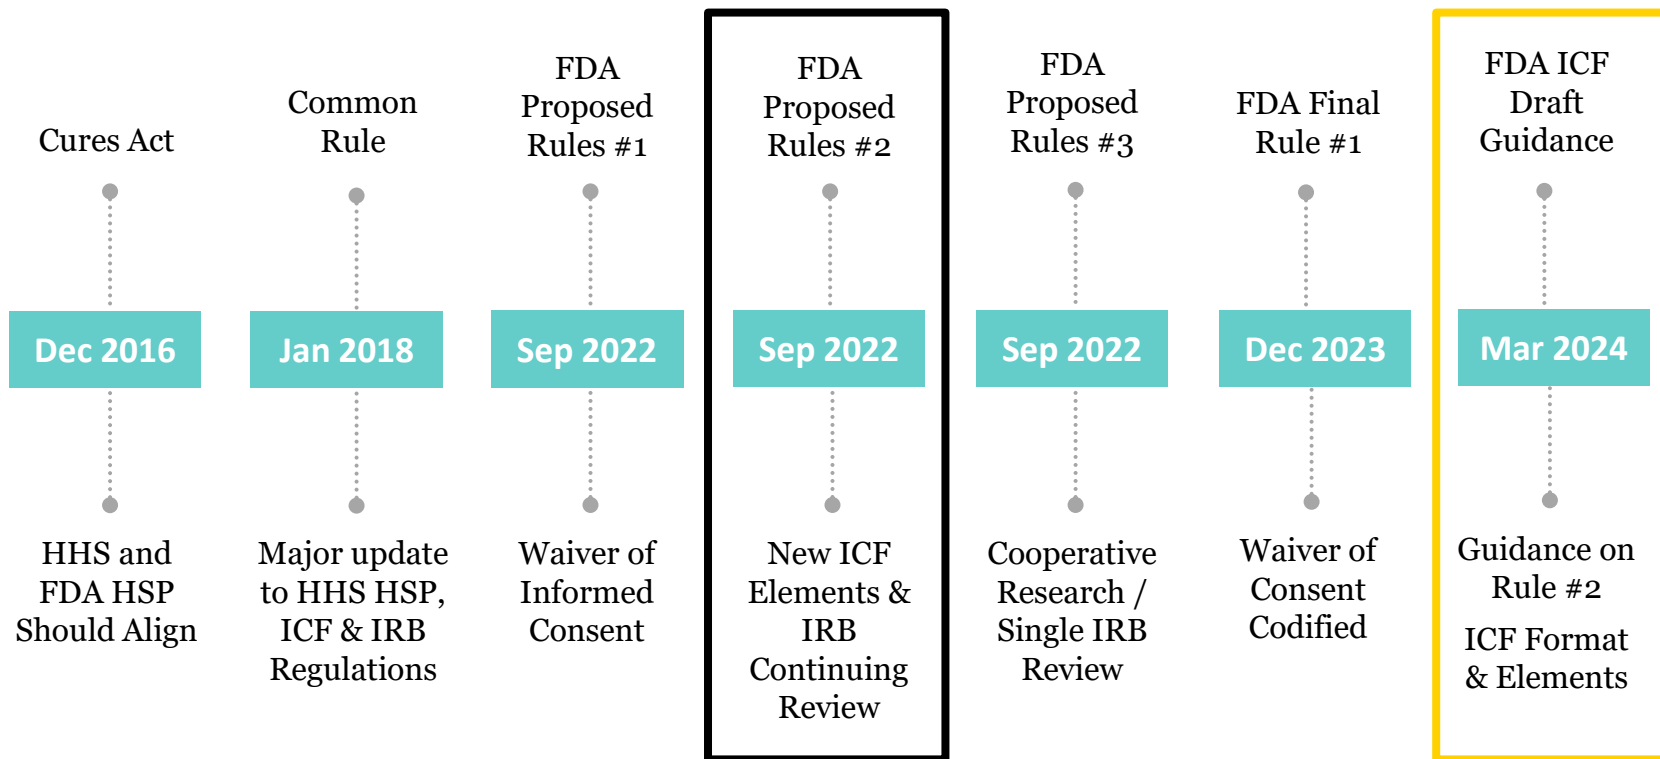 Cures Act
Dec 2016
HHS and
FDA HSP
Should Align
Common
Rule
Jan 2018
Major update
to HHS HSP,
ICF & IRB
Regulations
FDA
Proposed
Rules #1
Sep 2022
Waiver of
Informed
Consent
FDA
Proposed
Rules #2
Sep 2022
New ICF
Elements &
IRB
Continuing
Review
FDA
Proposed
Rules #3
Sep 2022
Cooperative
Research /
Single IRB
Review
FDA Final
Rule #1
Dec 2023
Waiver of
Consent
Codified
FDA ICF
Draft
Guidance
Mar 2024
Guidance on
Rule #2
ICF Format
& Elements